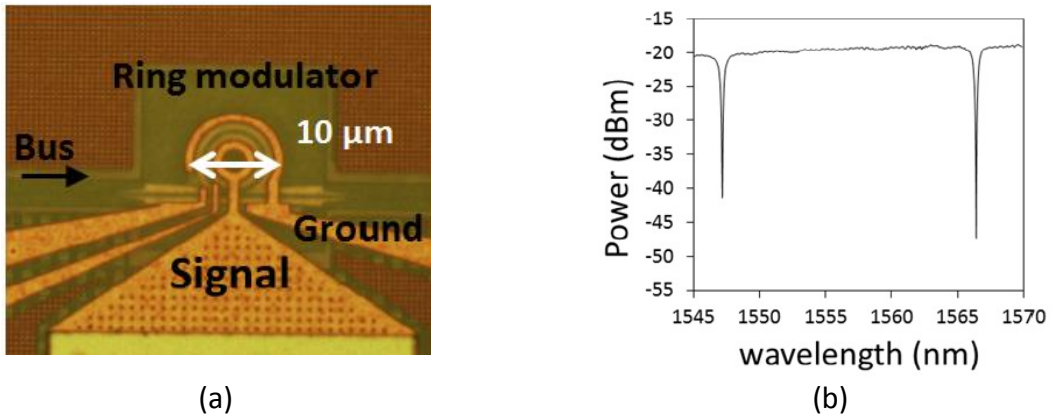 Ring modulator
10 μm
Bus
Ground
Signal
(a)
-15
-20
-25
-30
-35
-40
-45
-50
-55
Power (dBm)
1545 1550 1555 1560 1565 1570
wavelength (nm)
(b)